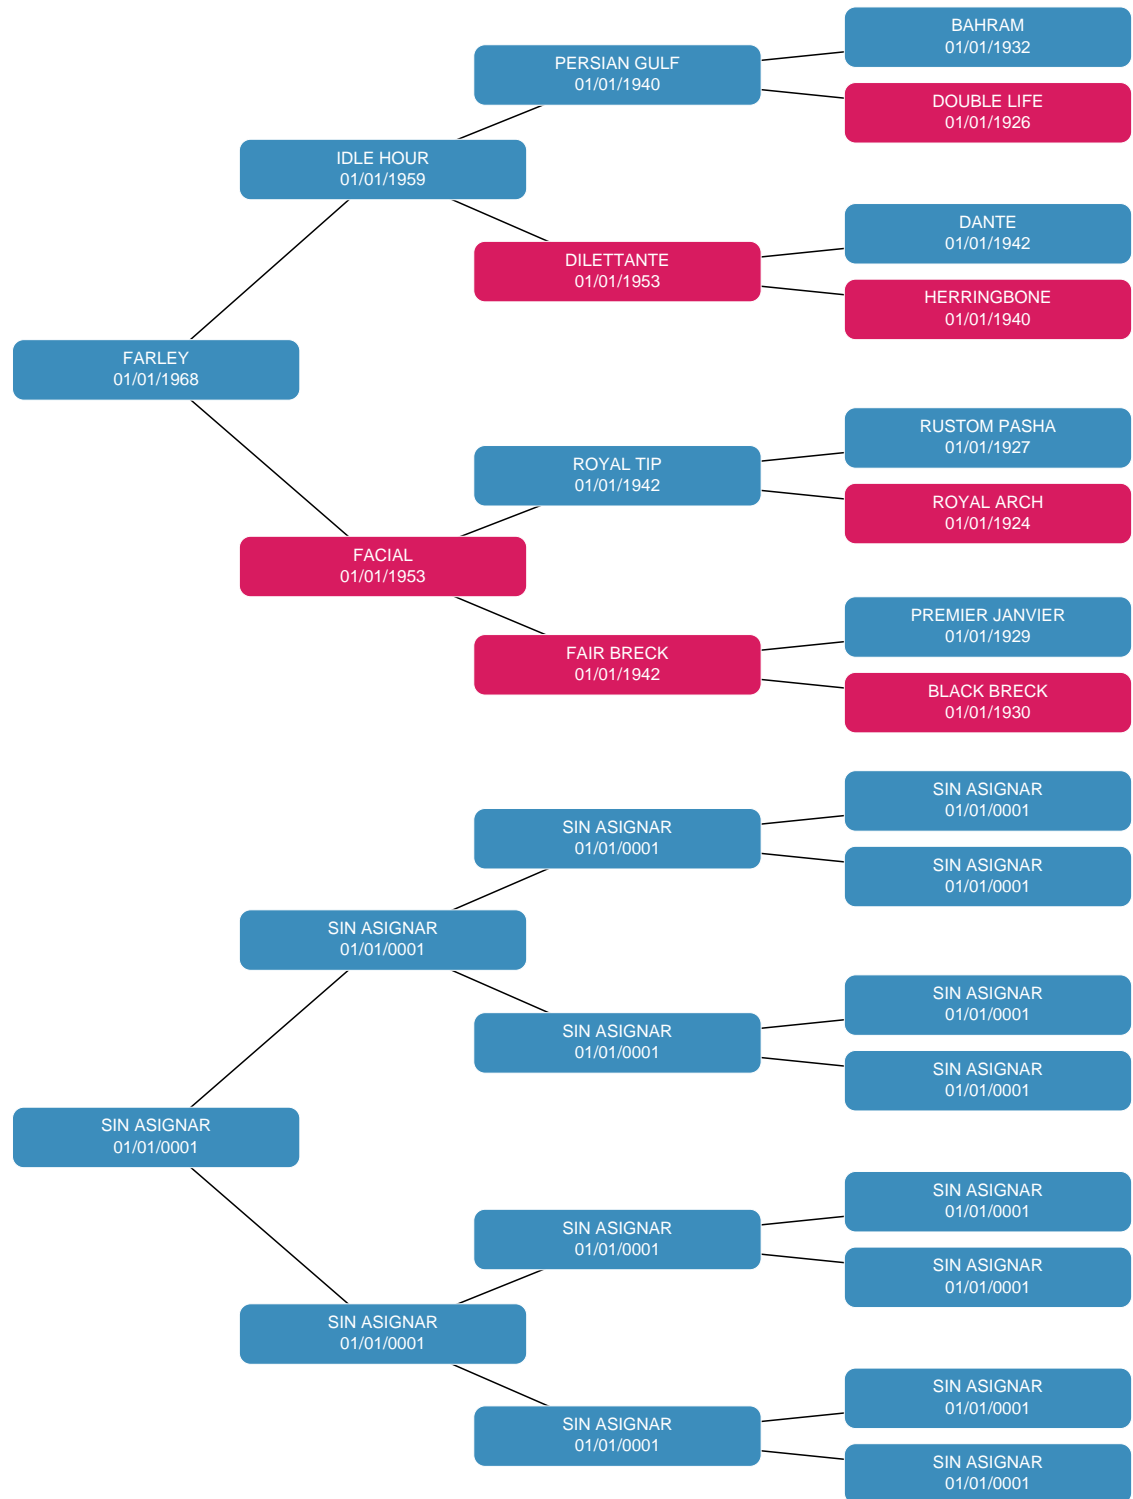 BAHRAM
01/01/1932
PERSIAN GULF
01/01/1940
DOUBLE LIFE
01/01/1926
IDLE HOUR
01/01/1959
DANTE
01/01/1942
DILETTANTE
01/01/1953
HERRINGBONE
01/01/1940
FARLEY
01/01/1968
RUSTOM PASHA
01/01/1927
ROYAL TIP
01/01/1942
ROYAL ARCH
01/01/1924
FACIAL
01/01/1953
PREMIER JANVIER
01/01/1929
FAIR BRECK
01/01/1942
BLACK BRECK
01/01/1930
SIN ASIGNAR
01/01/0001
SIN ASIGNAR
01/01/0001
SIN ASIGNAR
01/01/0001
SIN ASIGNAR
01/01/0001
SIN ASIGNAR
01/01/0001
SIN ASIGNAR
01/01/0001
SIN ASIGNAR
01/01/0001
SIN ASIGNAR
01/01/0001
SIN ASIGNAR
01/01/0001
SIN ASIGNAR
01/01/0001
SIN ASIGNAR
01/01/0001
SIN ASIGNAR
01/01/0001
SIN ASIGNAR
01/01/0001
SIN ASIGNAR
01/01/0001
SIN ASIGNAR
01/01/0001